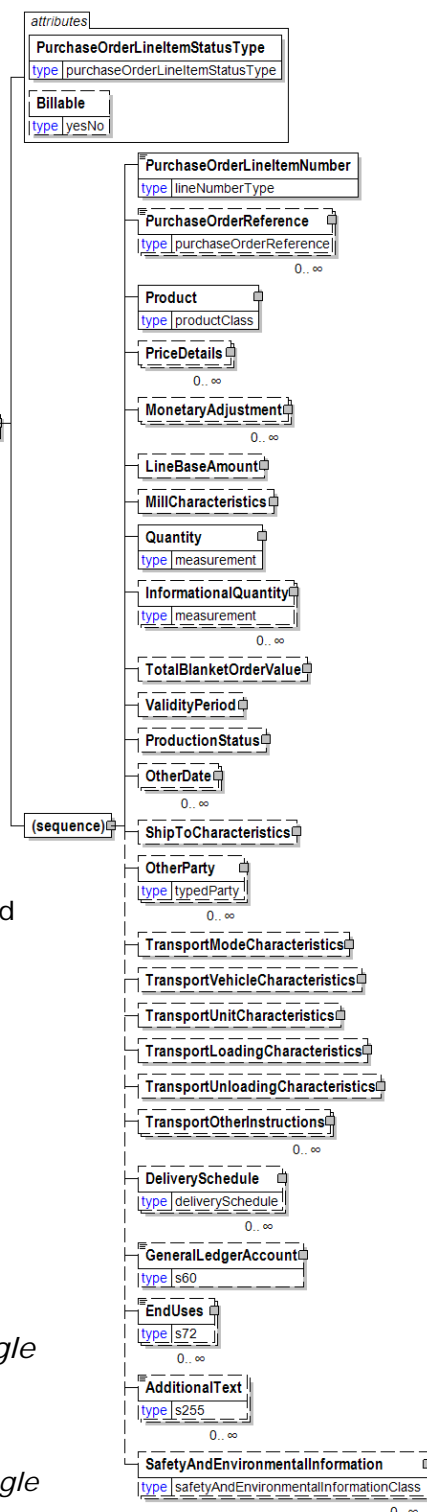 attributes
PurchaseOrderLineItemStatusType
type purchaseOrderLineItemStatusType
Billable
type yesNo
PurchaseOrderLineItemNumber
type lineNumberType
PurchaseOrderReference
type purchaseOrderReference
0.. ∞
Product
type productClass
PriceDetails
0.. ∞
MonetaryAdjustment
0.. ∞
LineBaseAmount
MillCharacteristics
Quantity
type measurement
InformationalQuantity
type measurement
0.. ∞
TotalBlanketOrderValue
ValidityPeriod
ProductionStatus
OtherDate
0.. ∞
(sequence)
ShipToCharacteristics
OtherParty
type typedParty
0.. ∞
d
TransportModeCharacteristics
TransportVehicleCharacteristics
TransportUnitCharacteristics
TransportLoadingCharacteristics
TransportUnloadingCharacteristics
TransportOtherInstructions
0.. ∞
DeliverySchedule
type deliverySchedule
0.. ∞
GeneralLedgerAccount
type s60
EndUses
type s72
0.. ∞
gle
AdditionalText
type s255
0.. ∞
SafetyAndEnvironmentalInformation
type safetyAndEnvironmentalInformationClass
gle
0.. ∞